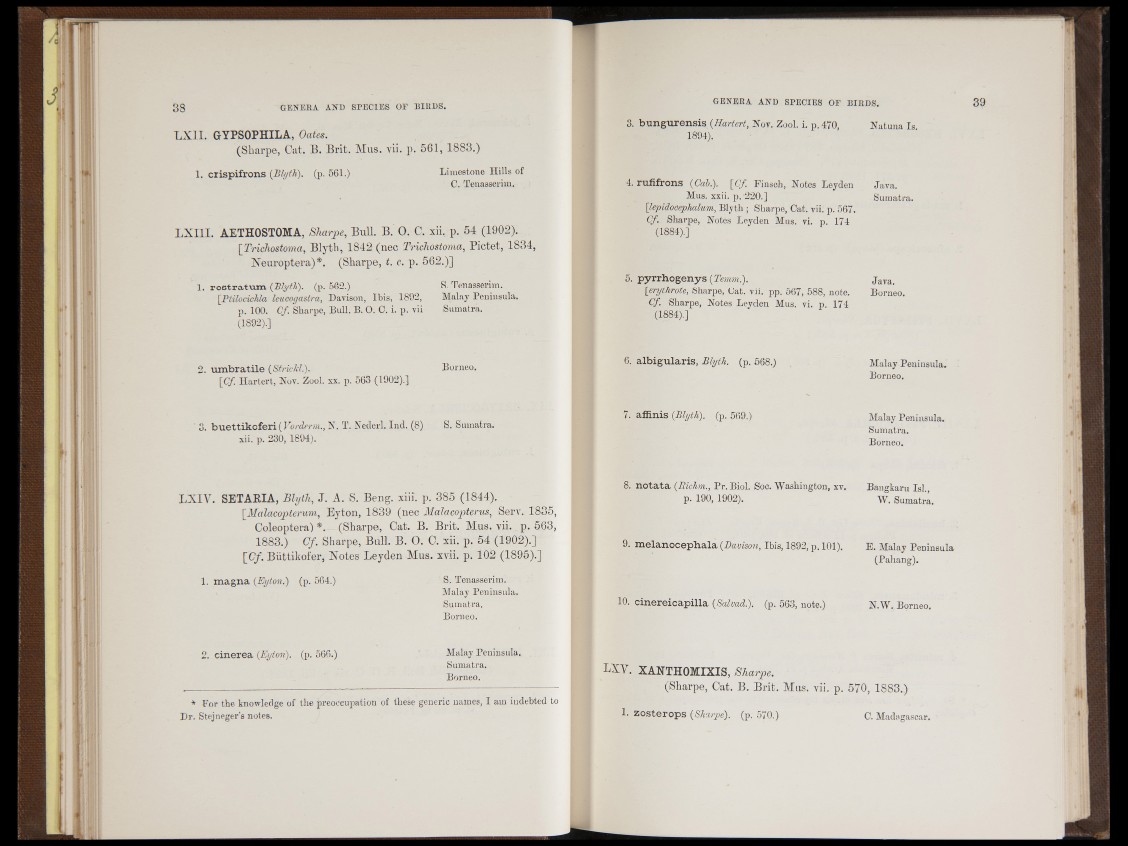 38 GENERA AND SPECIES OF BIRDS.
LXII. GYPSOPHILA, Oates.
(Sharpe, Cat. B. Brit. Mus. vii. p. 561, 1883.)
1. crispifrons (Blyth). (p. 561.) Limestone Hills of
C. Tenasserim.
LXIII. AETHOSTOMA, Sharpe, Bull. B. O. C. xii. p. 54 (1902).
[Trichostoma, Blyth, 1842 (nec Trichostoma, Pictet, 1834,
Neuroptera)*. (Sharpe, t. c. p. 562.)]
1. rostratum (Blyth). (p. 562.) S. Tenasserim.
[Ptilocichla leucogastra, Davison, Ibis, 1892, Malay Peninsula.
p. 100. Cf. Sharpe, Bull. B. O. C. i. p. vii Sumatra.
(1892).]
2. umbratile (Strickl.). Borneo.
[Cf. Hartert, Nov. Zool. xx. p. 563 (1902).]
3. buettikoferi (Vorderm., N. T. Nederl. Ind. (8) S. Sumatra.
xii. p. 230, 1894).
LXIV. SETARIA, Blyth, J. A. S. Beng. xiii. p. 385 (1844).
[Malacopterum, Eyton, 1839 (nec Malacopterus, Serv. 1835,
Coleoptera)*. (Sharpe, Cat. B. Brit. Mus. vii. p. 563,
1883.) Cf. Sharpe, Bull. B. O. C. xii. p. 54 (1902).]
[Cf. Büttikofer, Notes Leyden Mus. xvii. p. 102 (1895).]
1. magna (Eyton.) (p. 564.) S. Tenasserim.
Malay Peninsula.
Sumatra.
Borneo.
2. cinerea (Eyton). (p. 566.) Malay Peninsula.
Sumatra.
Borneo.
* For the knowledge of the preoccupation of these generic names, I am indebted to
Dr. Stejneger's notes.
GENERA AND SPECIES OF BIRDS. 39
3. bungurensis (Hartert, Nov. Zool. i. p. 470, Natuna Is.
1894).
4. rufifrons (Cab.). [Cf. Finsch, Notes Leyden Java.
Mus. xxii. p. 220.] Sumatra.
[lepidocephalum, Blyth; Sharpe, Cat. vii. p. 567.
Cf. Sharpe, Notes Leyden Mus. vi. p. 174
(1884).]
5. pyrrhogenys (Temm.). Java.
[erythrote, Sharpe, Cat. vii. pp. 567, 588, note. Borneo.
Cf. Sharpe, Notes Leyden Mus. vi. p. 174
(1884).]
6. albigularis, Blyth. (p. 568.) Malay Peninsula.
Borneo.
7. affinis (Blyth). (p. 569.) Malay Peninsula.
Sumatra.
Borneo.
8. notata (Richm., Pr. Biol. Soc. Washington, xv. Bangkaru Isl.,
p. 190, 1902). W. Sumatra.
9. melanocephala (Davison, Ibis, 1892, p. 101). E. Malay Peninsula
(Pahang).
10. cinereicapilla (Salvad.). (p. 563, note.) N.W. Borneo.
LXV. XANTHOMIXIS, Sharpe.
(Sharpe, Cat. B. Brit. Mus. vii. p. 570, 1883.)
1. zosterops (Sharpe). (p. 570.) C. Madagascar.